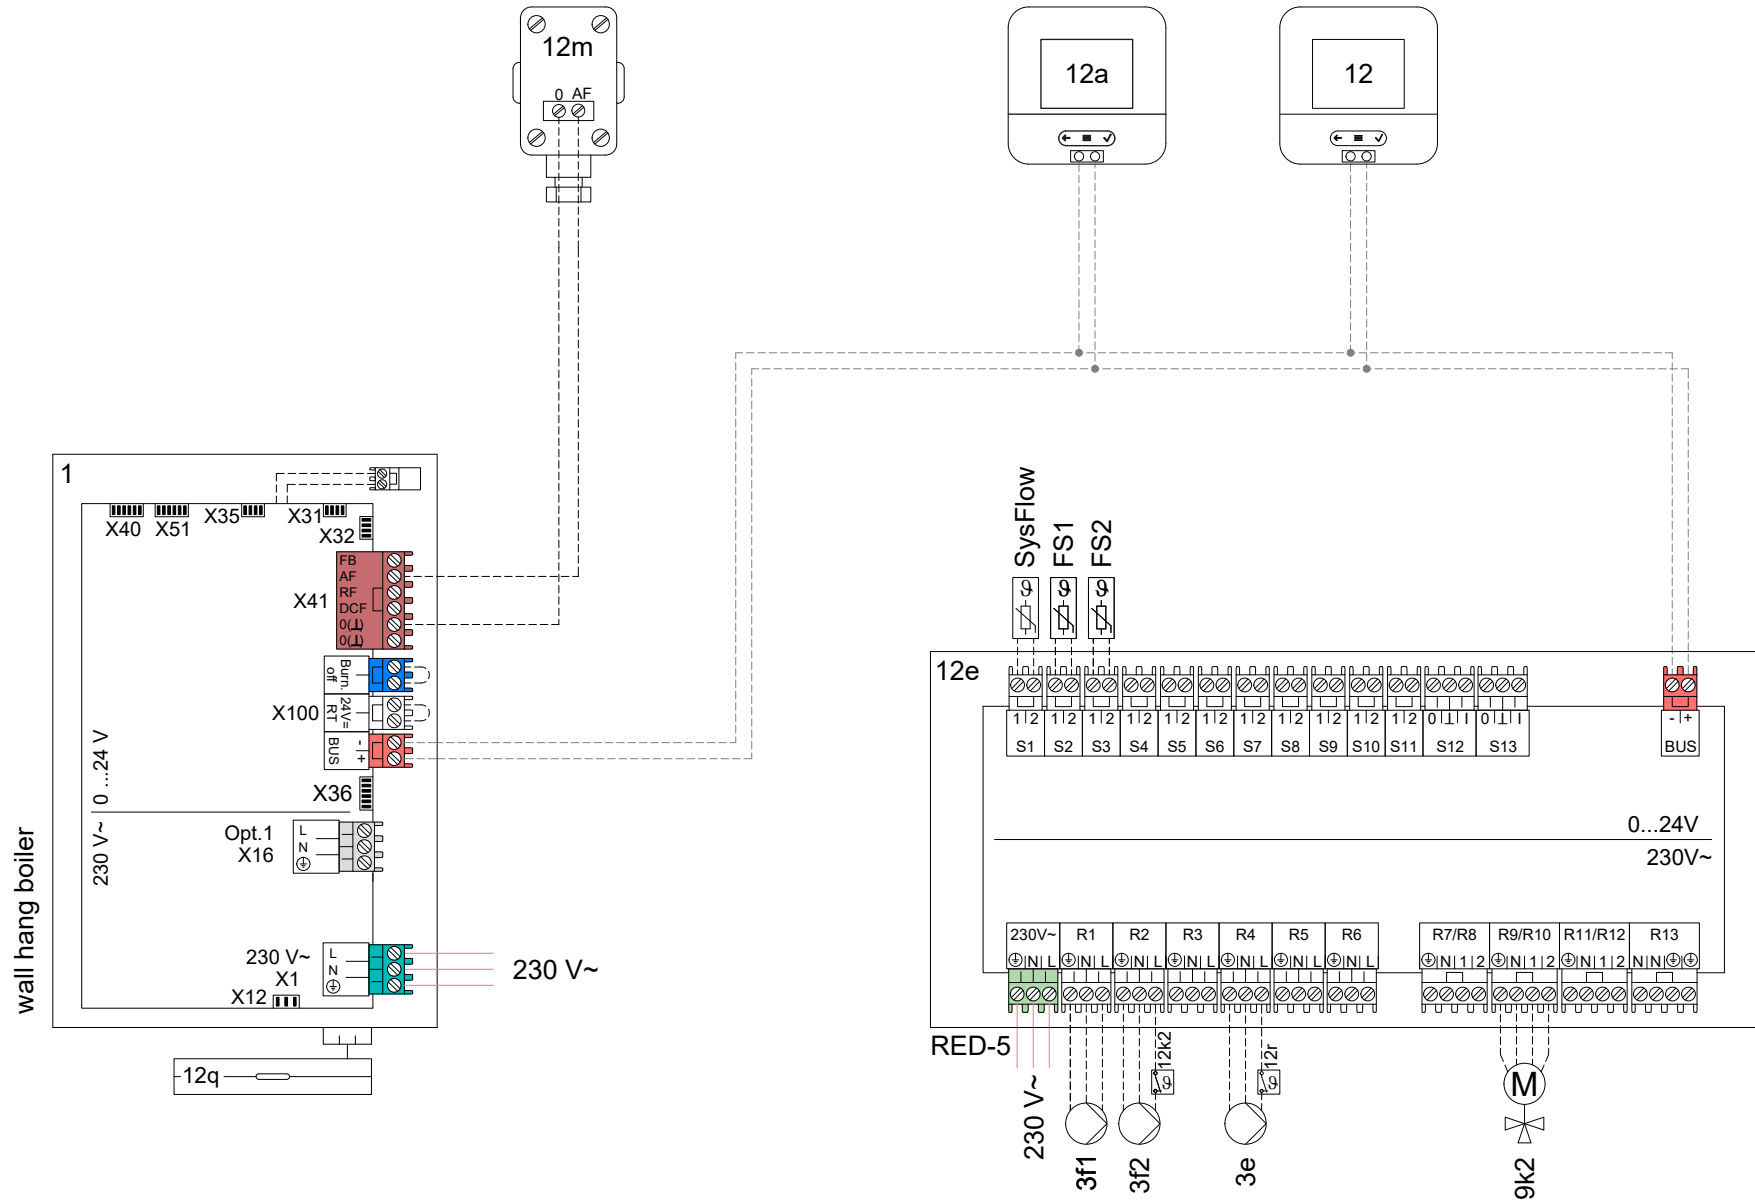 12m
0 AF
12a
12
1
X40
X51
X35
X31
X32
X41
FB
AF
RF
DCF
0(⊥)
0(⊥)
Burn.
off
X100
24V=
RT
BUS
- +
X36
0 ...24 V
230 V~
Opt.1
X16
L
N
230 V~
X1
L
N
X12
230 V~
wall hang boiler
12q
SysFlow
FS1
FS2
ϑ
ϑ
ϑ
12e
1|2
1|2
1|2
1|2
1|2
1|2
1|2
1|2
1|2
1|2
1|2
0|⊥|I
0|⊥|I
-|+
S1
S2
S3
S4
S5
S6
S7
S8
S9
S10
S11
S12
S13
BUS
0...24V
230V~
230V~
R1
R2
R3
R4
R5
R6
R7/R8
R9/R10
R11/R12
R13
|N|L
|N|L
|N|L
|N|L
|N|L
|N|L
|N|L
|N|1|2
|N|1|2
|N|1|2
N|N|
RED-5
230 V~
12k2
ϑ
12r
ϑ
M
3f1
3f2
3e
9k2